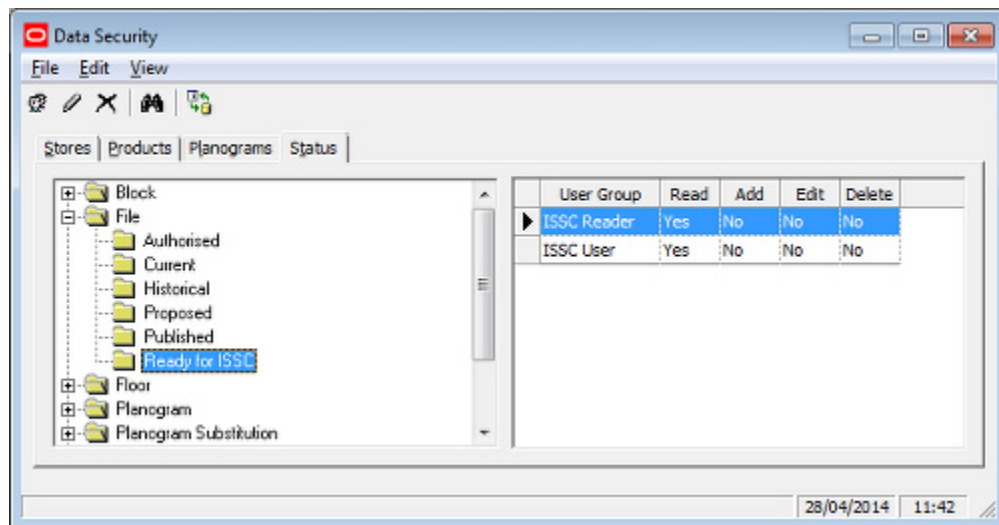 Data Security
File Edit View
Stores Products Planograms Status
Block
File
Authorised
Current
Historical
Proposed
Published
Ready for ISSC
Floor
Planogram
Planogram Substitution
User Group Read Add Edit Delete
ISSC Reader Yes No No No
ISSC User Yes No No No
28/04/2014 11:42